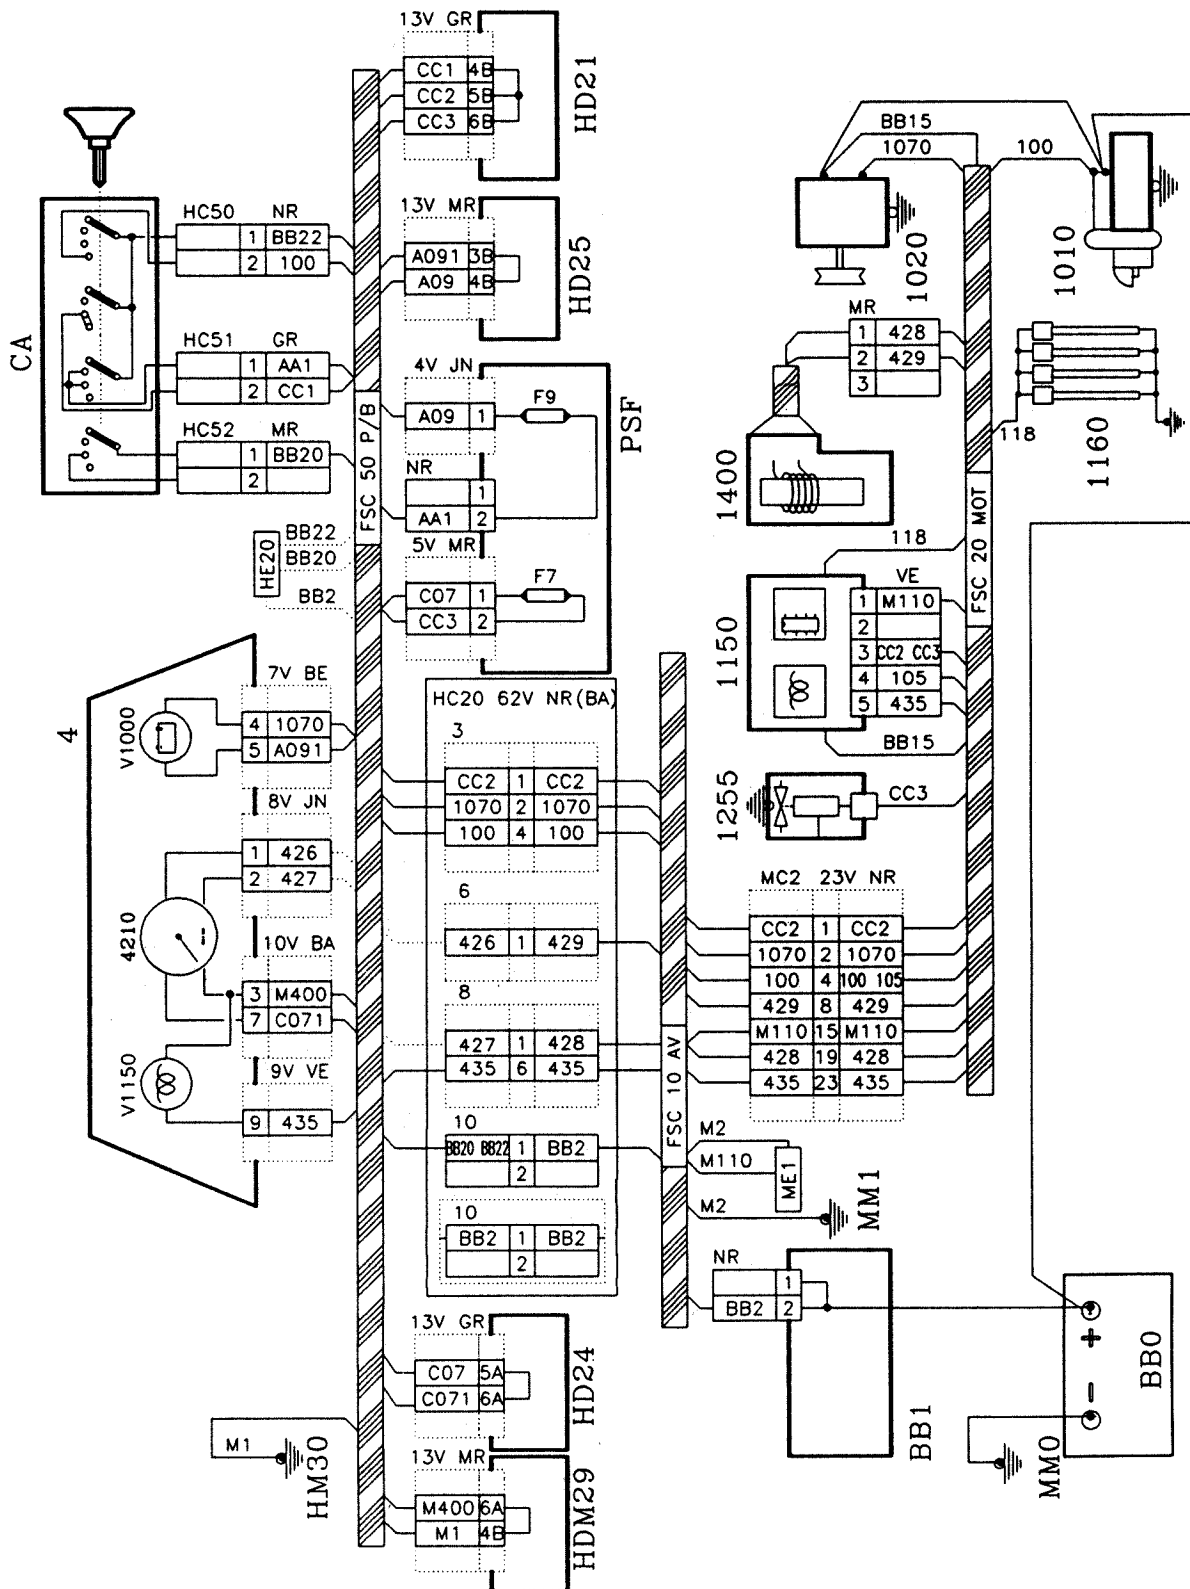 13V GR
CC1 4B
CC2 5B
CC3 6B
HD21
CA
HC50 NR
1 BB22
2 100
HC51 GR
1 AA1
2 CC1
HC52 MR
1 BB20
2
13V MR
A091 3B
A09 4B
HD25
4V JN
A09 1
F9
NR
1
AA1 2
5V MR
C07 1
CC3 2
F7
PSF
FSC 50 P/B
HE20
BB22
BB20
BB2
4
7V BE
V1000
4 1070
5 A091
8V JN
1 426
2 427
4210
10V BA
3 M400
7 C071
V1150
9V VE
9 435
HC20 62V NR(BA)
3
CC2 1 CC2
1070 2 1070
100 4 100
6
426 1 429
8
427 1 428
435 6 435
10
BB20 BB22 1 BB2
2
10
BB2 1 BB2
2
13V GR
C07 5A
C071 6A
HD24
M1
HM30
13V MR
M400 6A
M1 4B
HDM29
BB15
1070
100
1020
1010
MR
1 428
2 429
3
1400
118
1160
FSC 20 MOT
118
VE
1 M110
2
3 CC2 CC3
4 105
5 435
1150
BB15
1255
CC3
MC2 23V NR
CC2 1 CC2
1070 2 1070
100 4 100 105
429 8 429
M110 15 M110
428 19 428
435 23 435
FSC 10 AV
M2
M110
ME1
M2
MM1
NR
1
BB2 2
BB1
+
-
BB0
MM0